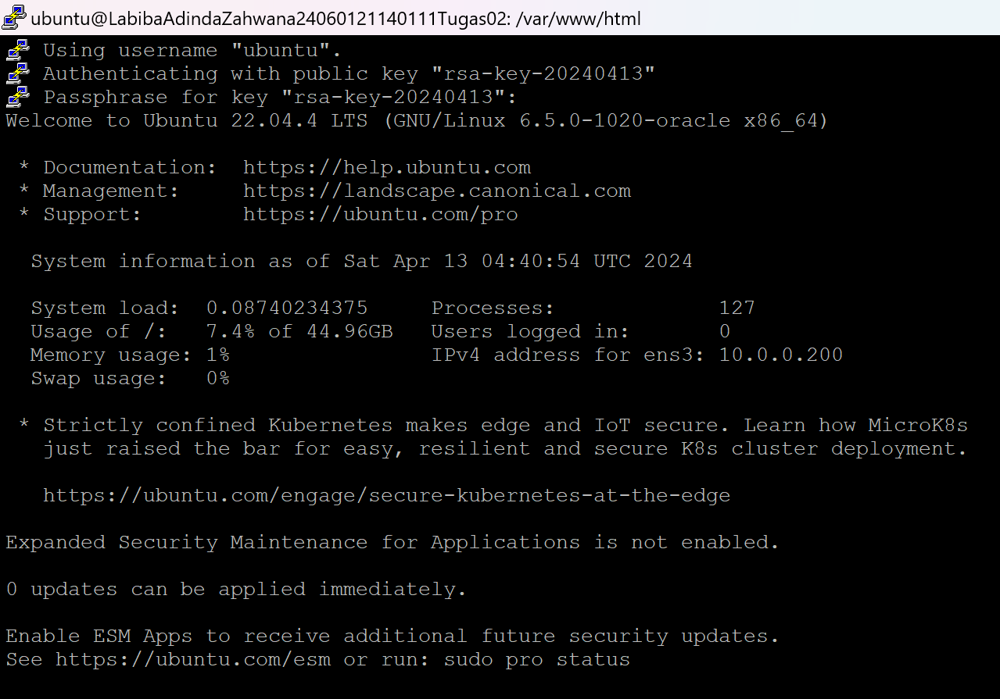 ubuntu@LabibaAdindaZahwana24060121140111Tugas02: /var/www/html
Using username "ubuntu".
Authenticating with public key "rsa-key-20240413"
Passphrase for key "rsa-key-20240413":
Welcome to Ubuntu 22.04.4 LTS (GNU/Linux 6.5.0-1020-oracle x86_64)
* Documentation:  https://help.ubuntu.com
* Management:     https://landscape.canonical.com
* Support:        https://ubuntu.com/pro
System information as of Sat Apr 13 04:40:54 UTC 2024
System load:  0.08740234375     Processes:             127
Usage of /:   7.4% of 44.96GB   Users logged in:       0
Memory usage: 1%                IPv4 address for ens3: 10.0.0.200
Swap usage:   0%
* Strictly confined Kubernetes makes edge and IoT secure. Learn how MicroK8s
just raised the bar for easy, resilient and secure K8s cluster deployment.
https://ubuntu.com/engage/secure-kubernetes-at-the-edge
Expanded Security Maintenance for Applications is not enabled.
0 updates can be applied immediately.
Enable ESM Apps to receive additional future security updates.
See https://ubuntu.com/esm or run: sudo pro status